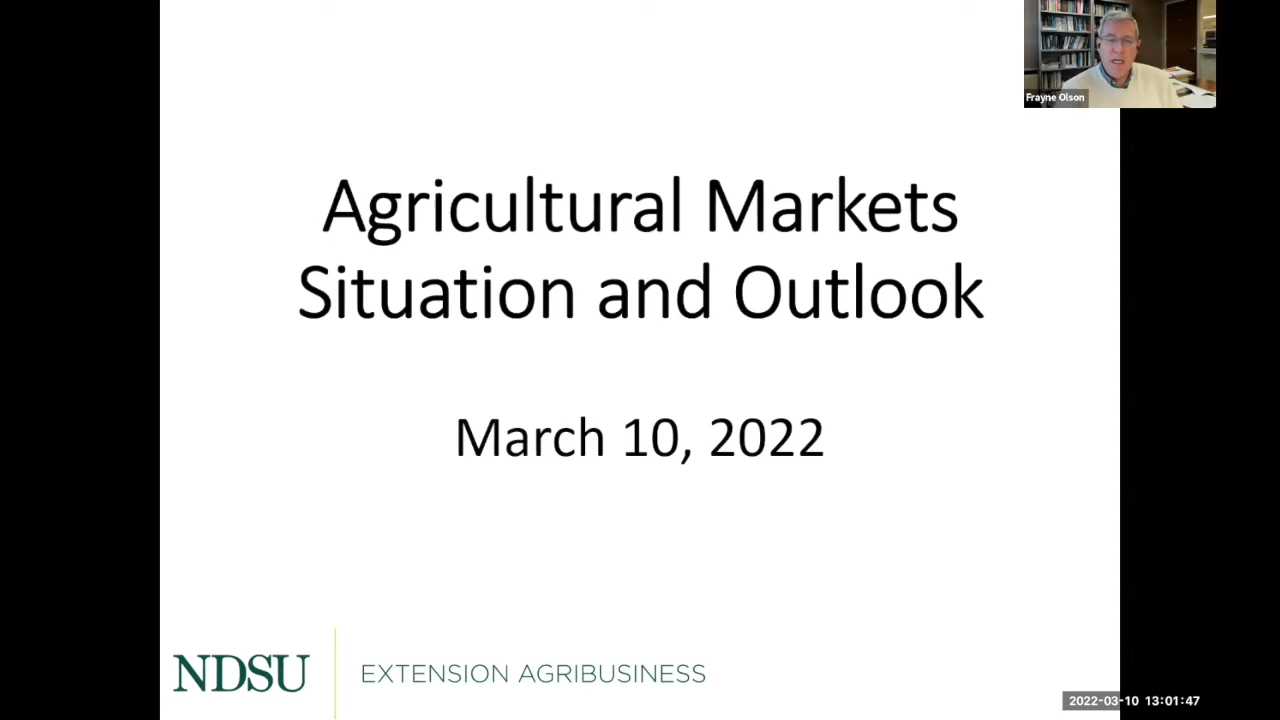 Frayne Olson
Agricultural Markets
Situation and Outlook
March 10, 2022
NDSU
EXTENSION AGRIBUSINESS
2022-03-10 13:01:47